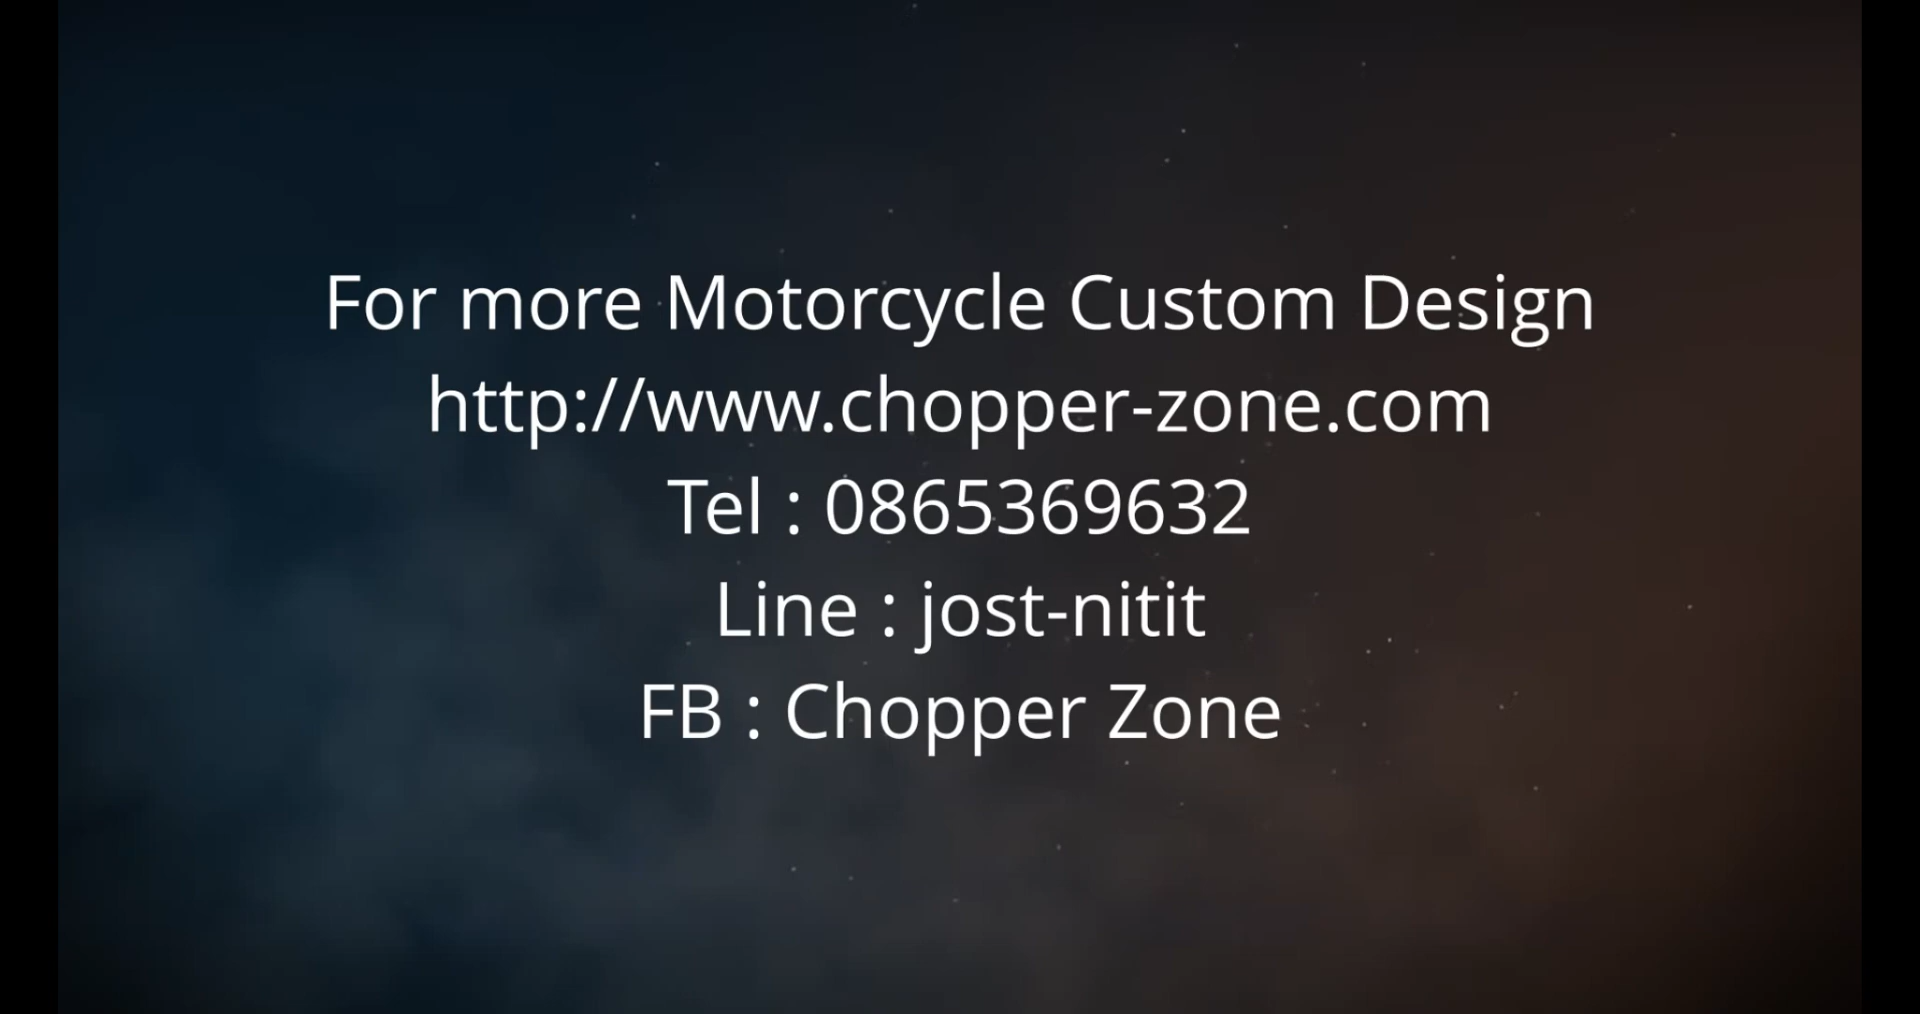 For more Motorcycle Custom Design
http://www.chopper-zone.com
Tel : 0865369632
Line : jost-nitit
FB : Chopper Zone